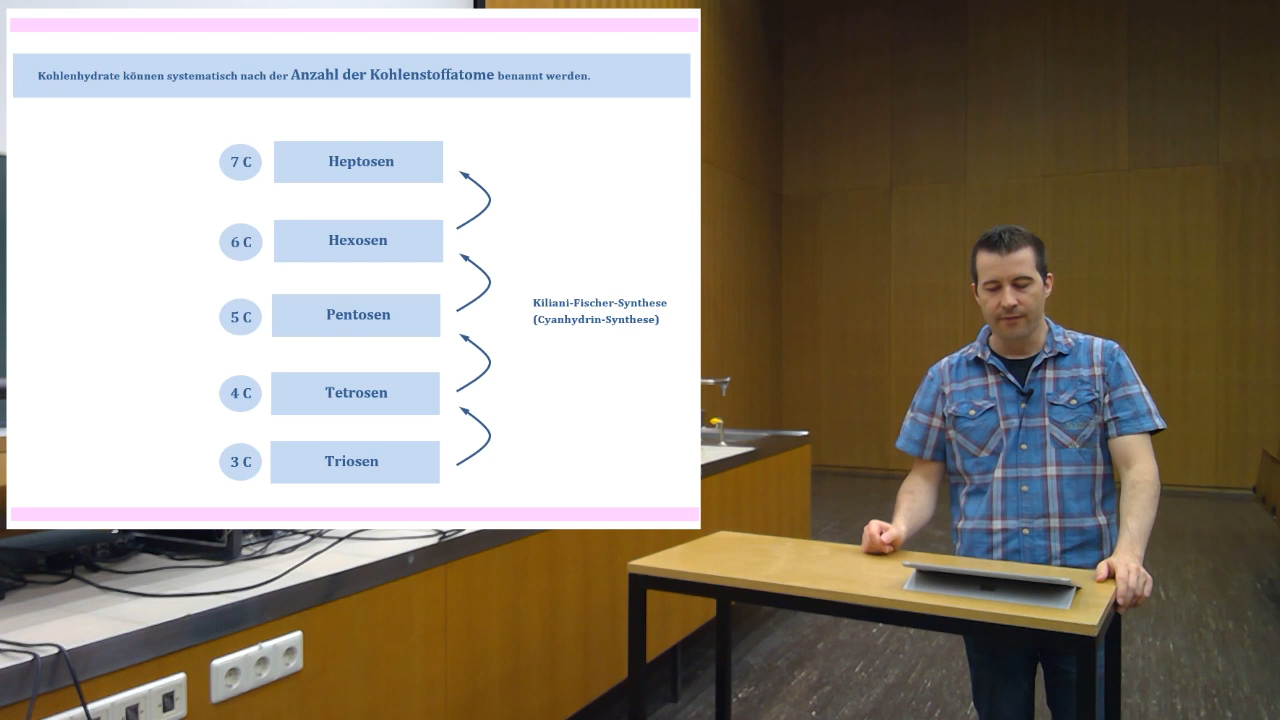 Kohlenhydrate können systematisch nach der Anzahl der Kohlenstoffatome benannt werden.
7 C Heptosen
6 C Hexosen
5 C Pentosen
Kiliani-Fischer-Synthese
(Cyanhydrin-Synthese)
4 C Tetrosen
3 C Triosen